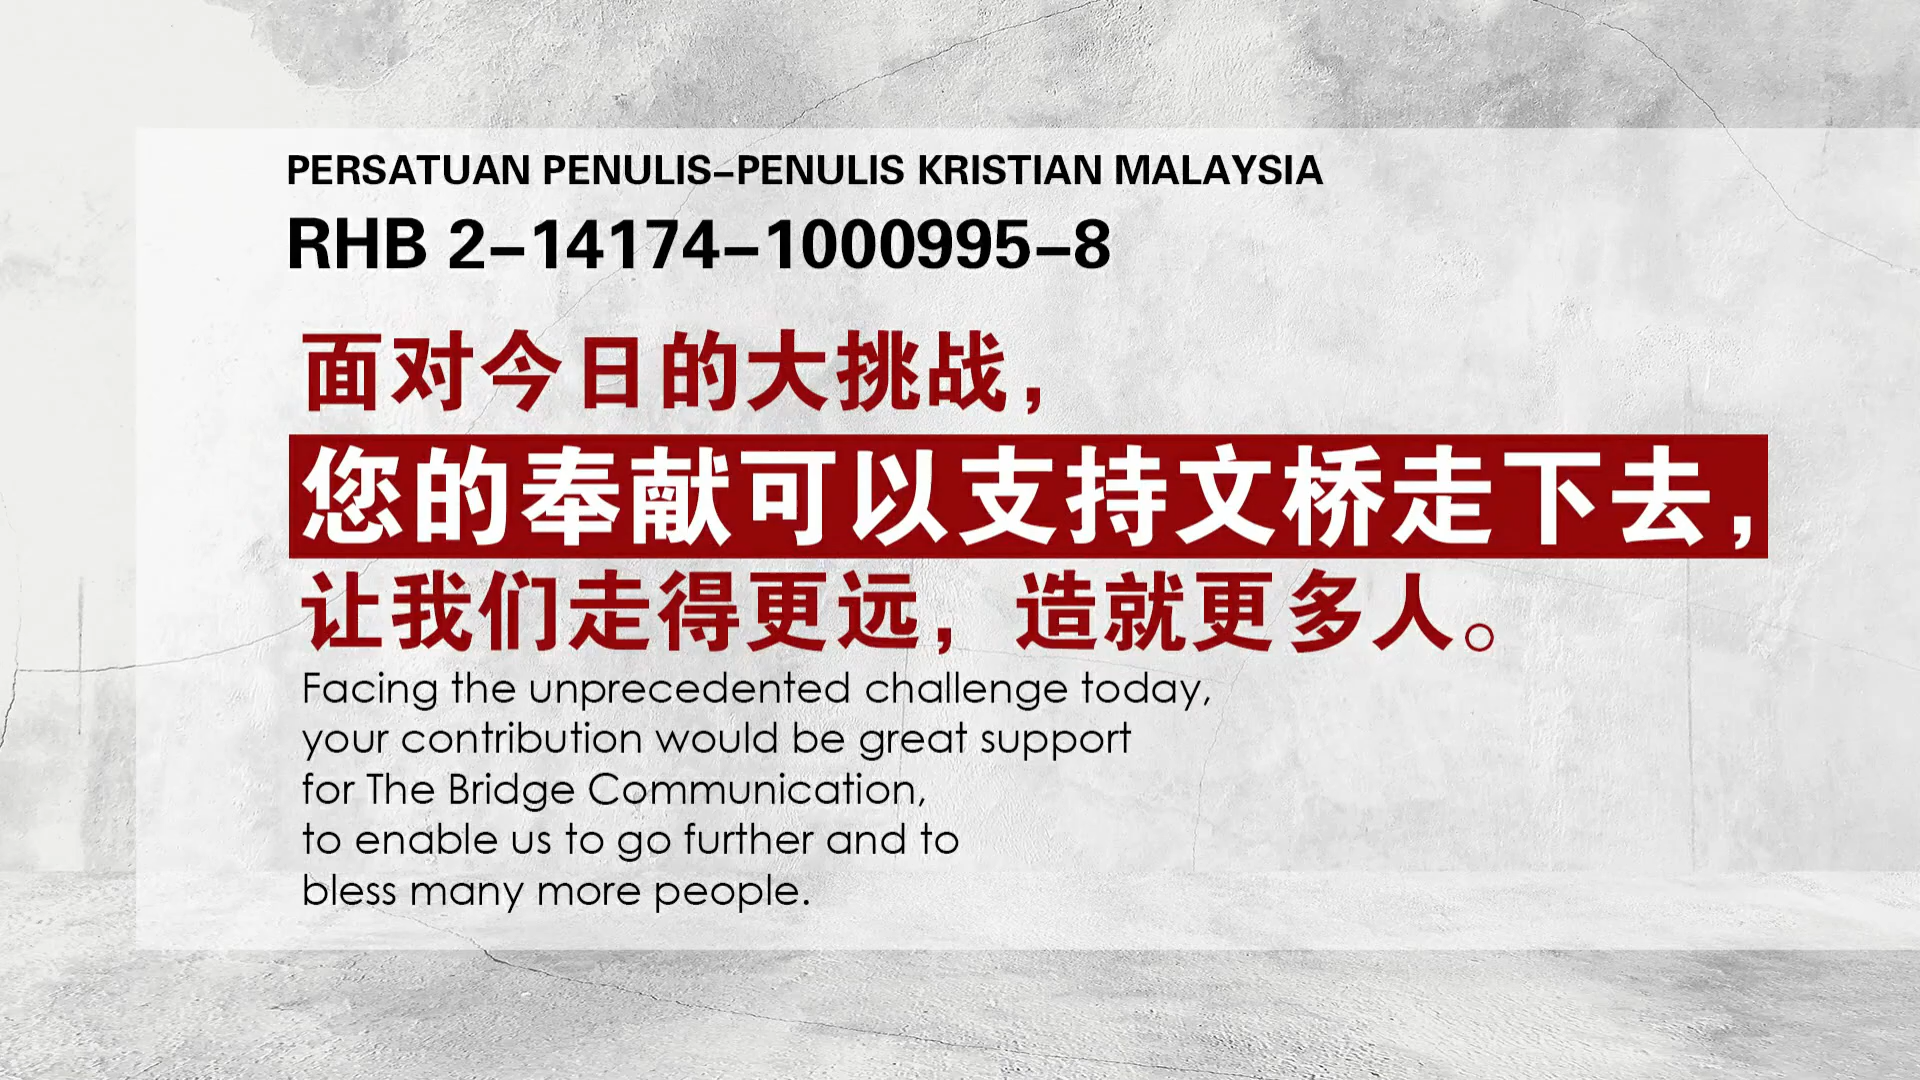 PERSATUAN PENULIS-PENULIS KRISTIAN MALAYSIA
RHB 2-14174-1000995-8
面对今日的大挑战，
您的奉献可以支持文桥走下去，
让我们走得更远，造就更多人。
Facing the unprecedented challenge today,
your contribution would be great support
for The Bridge Communication,
to enable us to go further and to
bless many more people.